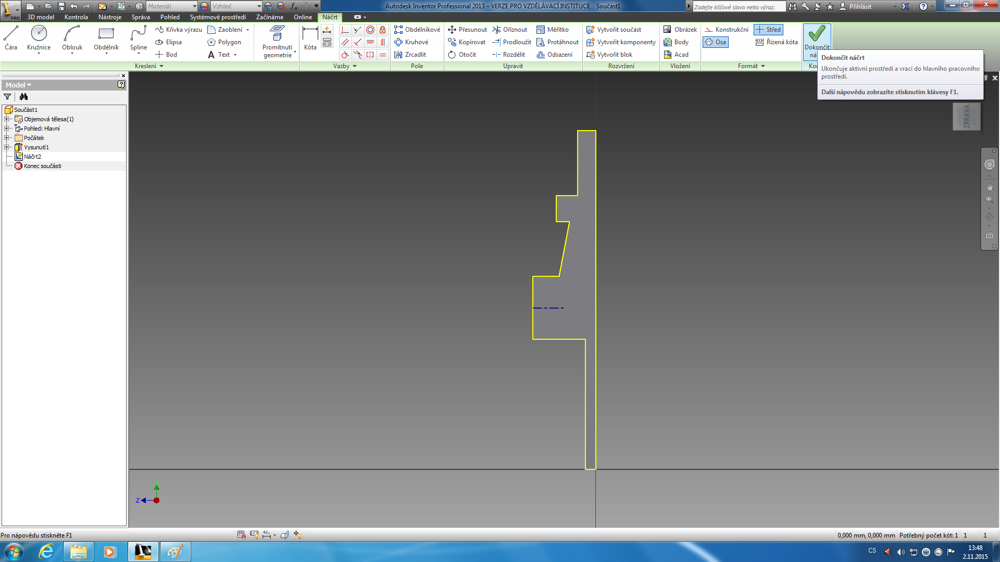 Materiál
Vzhled
Autodesk Inventor Professional 2013 – VERZE PRO VZDĚLÁVACÍ INSTITUCE   Součást1
Zadejte klíčové slovo nebo výraz.
Přihlásit
PRO
3D model   Kontrola   Nástroje   Správa   Pohled   Systémové prostředí   Začínáme   Online   Náčrt
Čára
Kružnice
Oblouk
Obdélník
Spline
Křivka výrazu
Elipsa
Bod
Zaoblení
Polygon
Text
Kreslení
Promítnutí
geometrie
Kóta
Vazby
Obdélníkové
Kruhové
Zrcadlit
Pole
Přesunout
Kopírovat
Otočit
Oříznout
Prodloužit
Rozdělit
Měřítko
Protáhnout
Odsazení
Upravit
Vytvořit součást
Vytvořit komponenty
Vytvořit blok
Rozvržení
Obrázek
Body
Acad
Vložení
Konstrukční
Osa
Střed
Řízená kóta
Formát
Dokončit
Dokončit náčrt
Ukončuje aktivní prostředí a vrací do hlavního pracovního
prostředí.
Další nápovědu zobrazíte stisknutím klávesy F1.
ZPRAVA
Model
Součást1
Objemová tělesa(1)
Pohled: Hlavní
Počátek
Vysunutí1
Náčrt2
Konec součásti
Y
Z
Pro nápovědu stiskněte F1
0,000 mm, 0,000 mm   Potřebný počet kót: 1   1   1
PRO
CS
13:48
2.11.2015